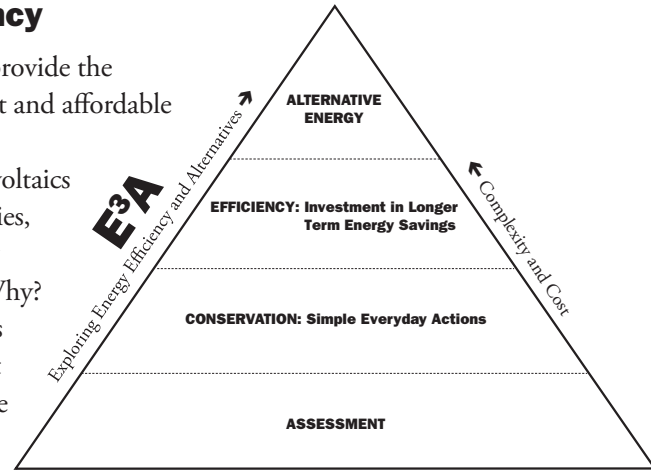 ncy
provide the
t and affordable
voltaics
ies,
Why?
s
t
e
E³A
Exploring Energy Efficiency and Alternatives
Complexity and Cost
ALTERNATIVE
ENERGY
EFFICIENCY: Investment in Longer
Term Energy Savings
CONSERVATION: Simple Everyday Actions
ASSESSMENT